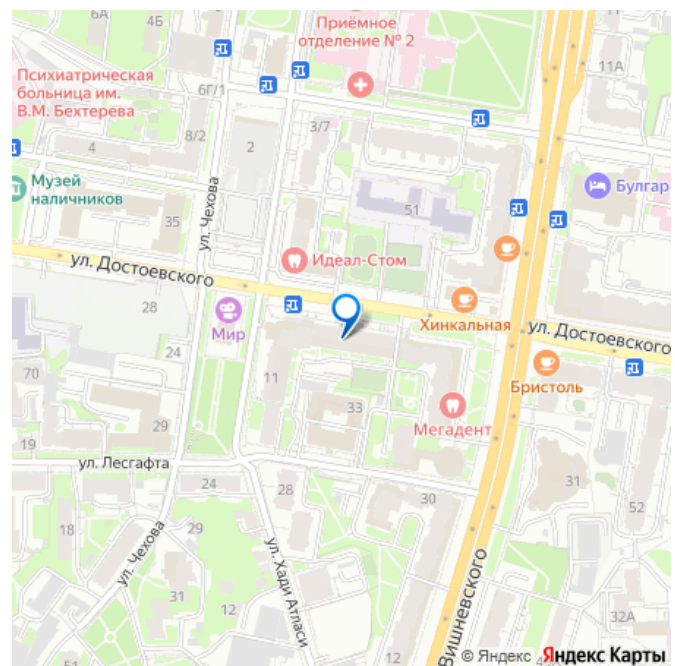 6А
4Б
Приёмное
отделение № 2
11А
Психиатрическая
больница им.
В.М. Бехтерева
6Г/1
8/2
3/7
4
2
Музей
наличников
35
ул. Чехова
51
Булгар
Идеал-Стом
ул. Достоевского
28
Мир
Хинкальная
ул. Достоевского
24
70
11
33
Бристоль
Мегадент
29
19
ул. Лесгафта
24
28
30
31
52
18
29
ул. Чехова
ул. Хади Атласи
31
12
12
Вишневского
32А
51
© Яндекс Яндекс Карты